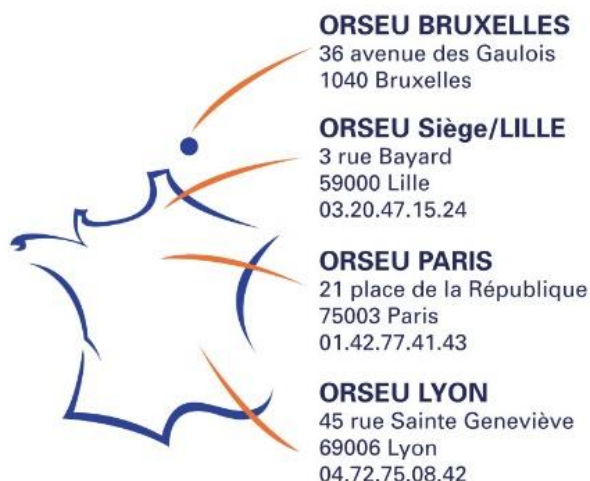 ORSEU BRUXELLES
36 avenue des Gaulois
1040 Bruxelles
ORSEU Siège/LILLE
3 rue Bayard
59000 Lille
03.20.47.15.24
ORSEU PARIS
21 place de la République
75003 Paris
01.42.77.41.43
ORSEU LYON
45 rue Sainte Geneviève
69006 Lyon
04.72.75.08.42